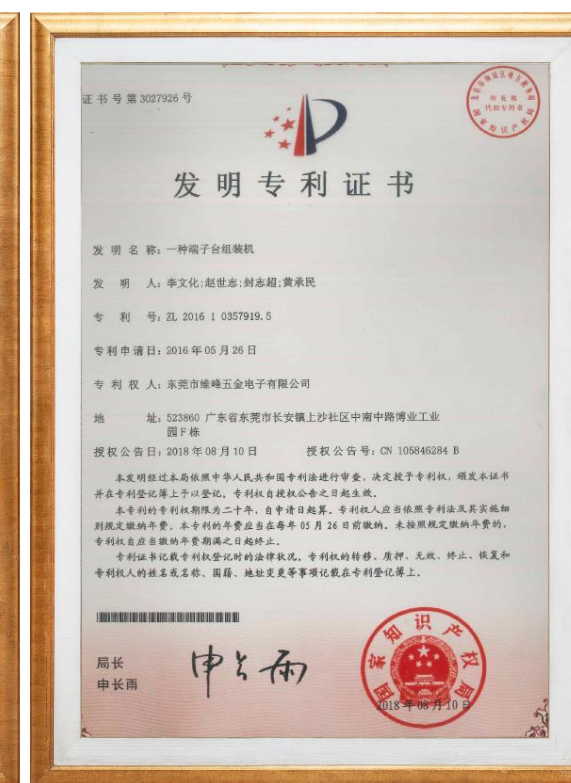 证书号第3027926号
印花税
代扣专用章
发明专利证书
发 明 名 称：一种端子台组装机
发 明 人：李文化;赵世志;封志超;黄承民
专 利 号：ZL 2016 1 0357919.5
专利申请日：2016年05月26日
专 利 权 人：东莞市维峰五金电子有限公司
地 址：523860 广东省东莞市长安镇上沙社区中南中路博业工业
园F栋
授权公告日：2018年08月10日 授权公告号：CN 105846284 B
本发明经过本局依照中华人民共和国专利法进行审查，决定授予专利权，颁发本证书
并在专利登记簿上予以登记。专利权自授权公告之日起生效。
本专利的专利权期限为二十年，自申请日起算。专利权人应当依照专利法及其实施细
则规定缴纳年费。本专利的年费应当在每年05月26日前缴纳。未按照规定缴纳年费的，
专利权自应当缴纳年费期满之日起终止。
专利证书记载专利权登记时的法律状况。专利权的转移、质押、无效、终止、恢复和
专利权人的姓名或名称、国籍、地址变更等事项记载在专利登记簿上。
局长
申长雨
申长雨
国家知识产权局
2018年08月10日